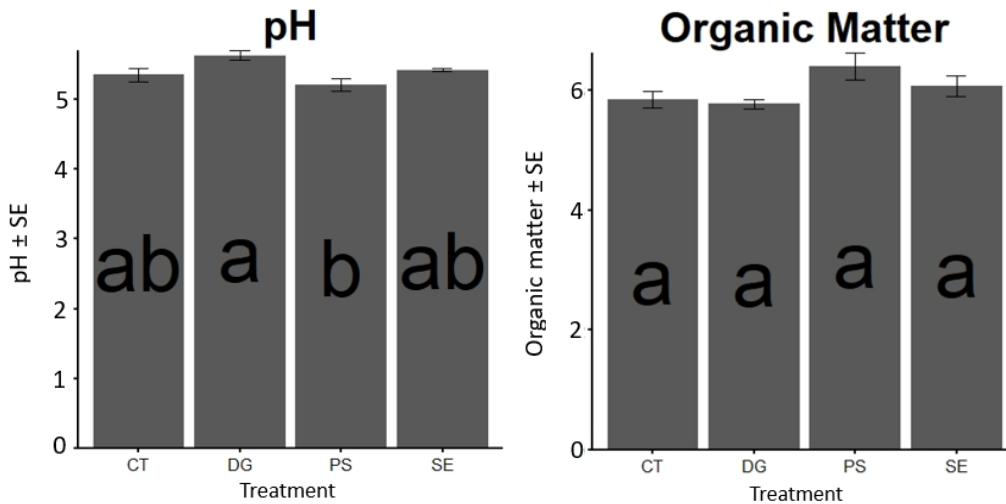 pH
pH ± SE
5
4
3
2
1
0
ab
a
b
ab
CT
DG
PS
SE
Treatment
Organic Matter
Organic matter ± SE
6
4
2
0
a
a
a
a
CT
DG
PS
SE
Treatment